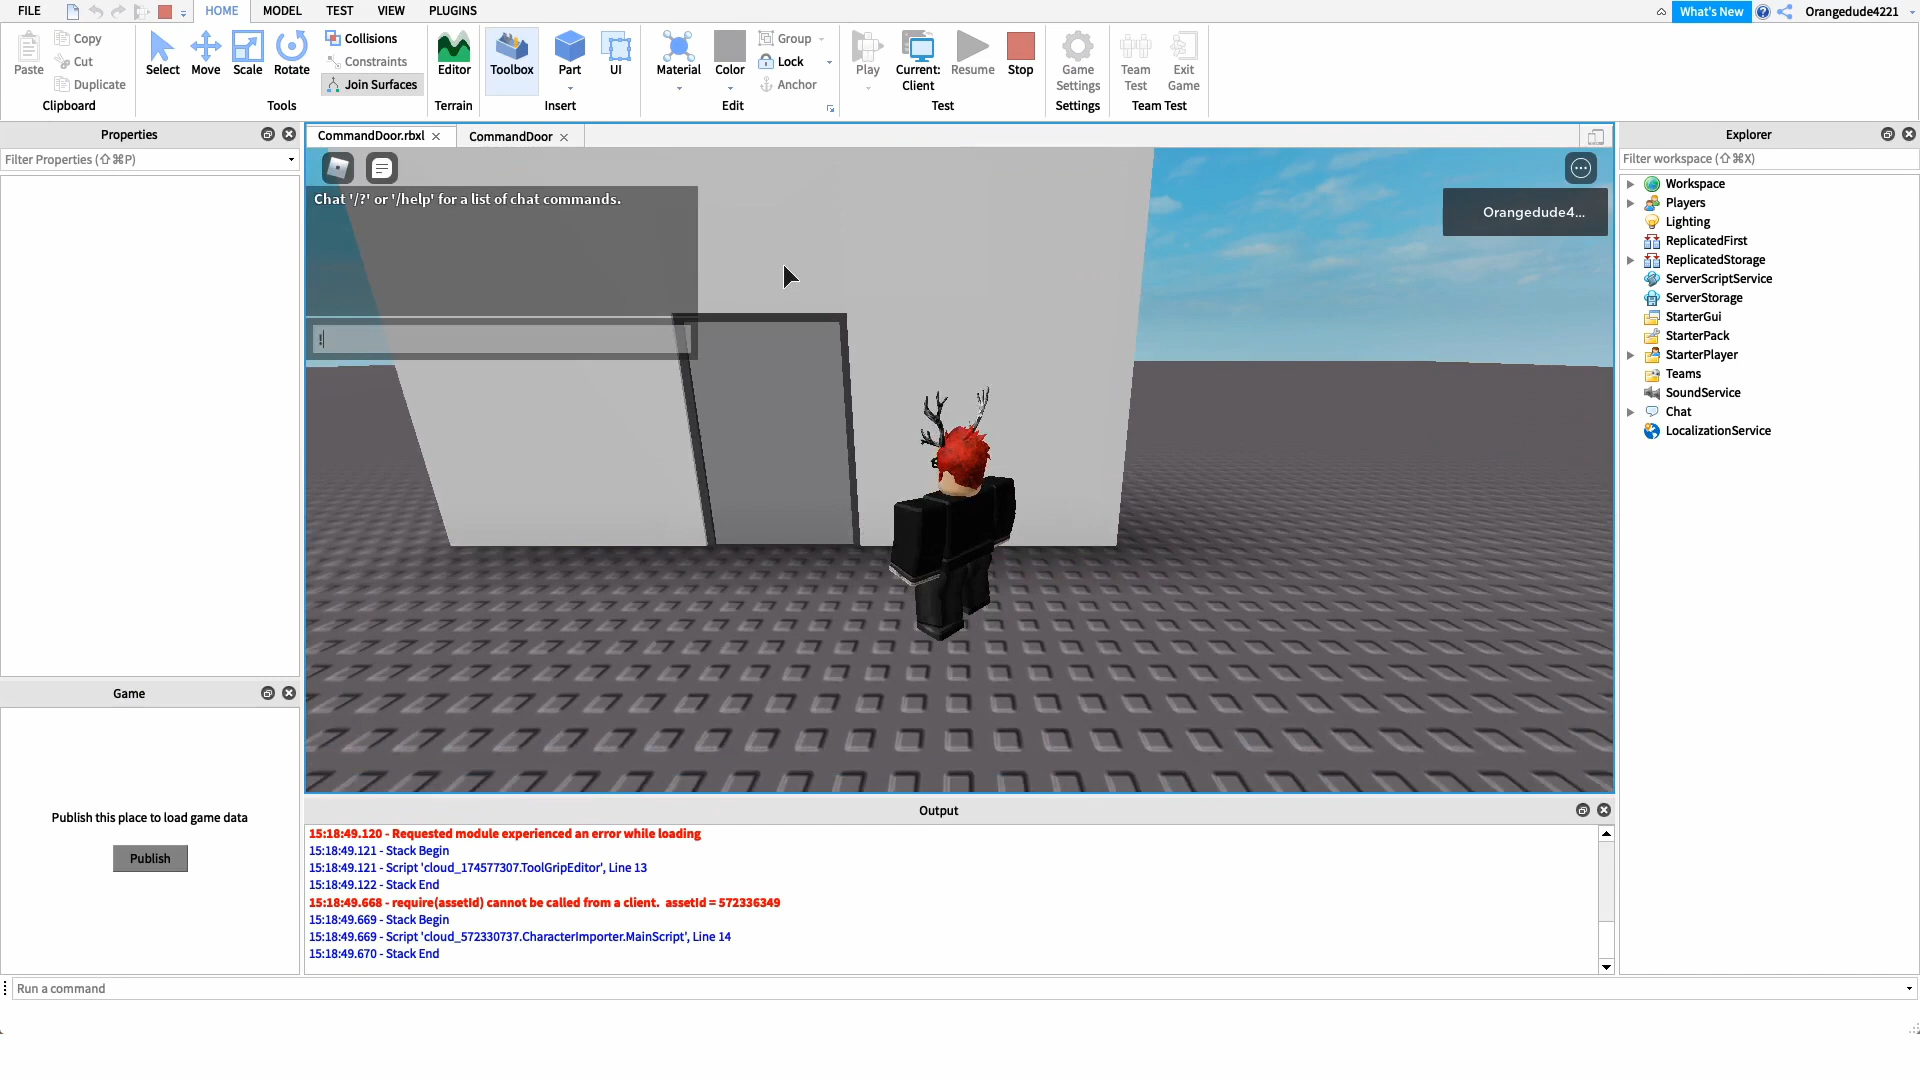 FILE
HOME
MODEL
TEST
VIEW
PLUGINS
What's New
Orangedude4221
Paste
Copy
Cut
Duplicate
Clipboard
Select
Move
Scale
Rotate
Collisions
Constraints
Join Surfaces
Tools
Editor
Terrain
Toolbox
Part
UI
Insert
Material
Color
Group
Lock
Anchor
Edit
Play
Current:
Client
Resume
Stop
Test
Game
Settings
Settings
Team
Test
Exit
Game
Team Test
Properties
Filter Properties (⇧⌘P)
CommandDoor.rbxl
CommandDoor
Chat '/?' or '/help' for a list of chat commands.
Orangedude4...
Explorer
Filter workspace (⇧⌘X)
Workspace
Players
Lighting
ReplicatedFirst
ReplicatedStorage
ServerScriptService
ServerStorage
StarterGui
StarterPack
StarterPlayer
Teams
SoundService
Chat
LocalizationService
Game
Publish this place to load game data
Publish
Output
15:18:49.120 - Requested module experienced an error while loading
15:18:49.121 - Stack Begin
15:18:49.121 - Script 'cloud_174577307.ToolGripEditor', Line 13
15:18:49.122 - Stack End
15:18:49.668 - require(assetId) cannot be called from a client.  assetId = 572336349
15:18:49.669 - Stack Begin
15:18:49.669 - Script 'cloud_572330737.CharacterImporter.MainScript', Line 14
15:18:49.670 - Stack End
Run a command